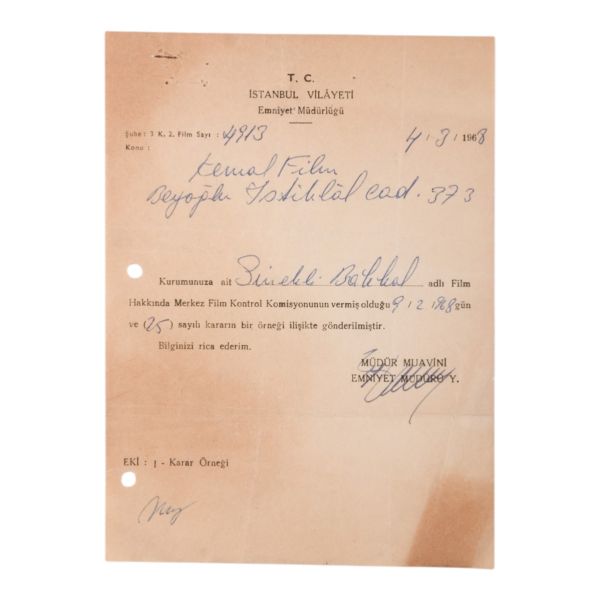 T. C.
İSTANBUL VİLÂYETİ
Emniyet Müdürlüğü
Şube : 3 K. 2. Film Sayı : 4913 4 / 3 / 1968
Konu :
Kemal Film
Beyoğlu İstiklâl cad. 373
Kurumunuza ait Sinekli Bakkal adlı Film
Hakkında Merkez Film Kontrol Komisyonunun vermiş olduğu 9 / 2 / 1968 gün
ve (25) sayılı kararın bir örneği ilişikte gönderilmiştir.
Bilginizi rica ederim.
MÜDÜR MUAVİNİ
EMNİYET MÜDÜRÜ Y.
EKİ : 1 - Karar Örneği